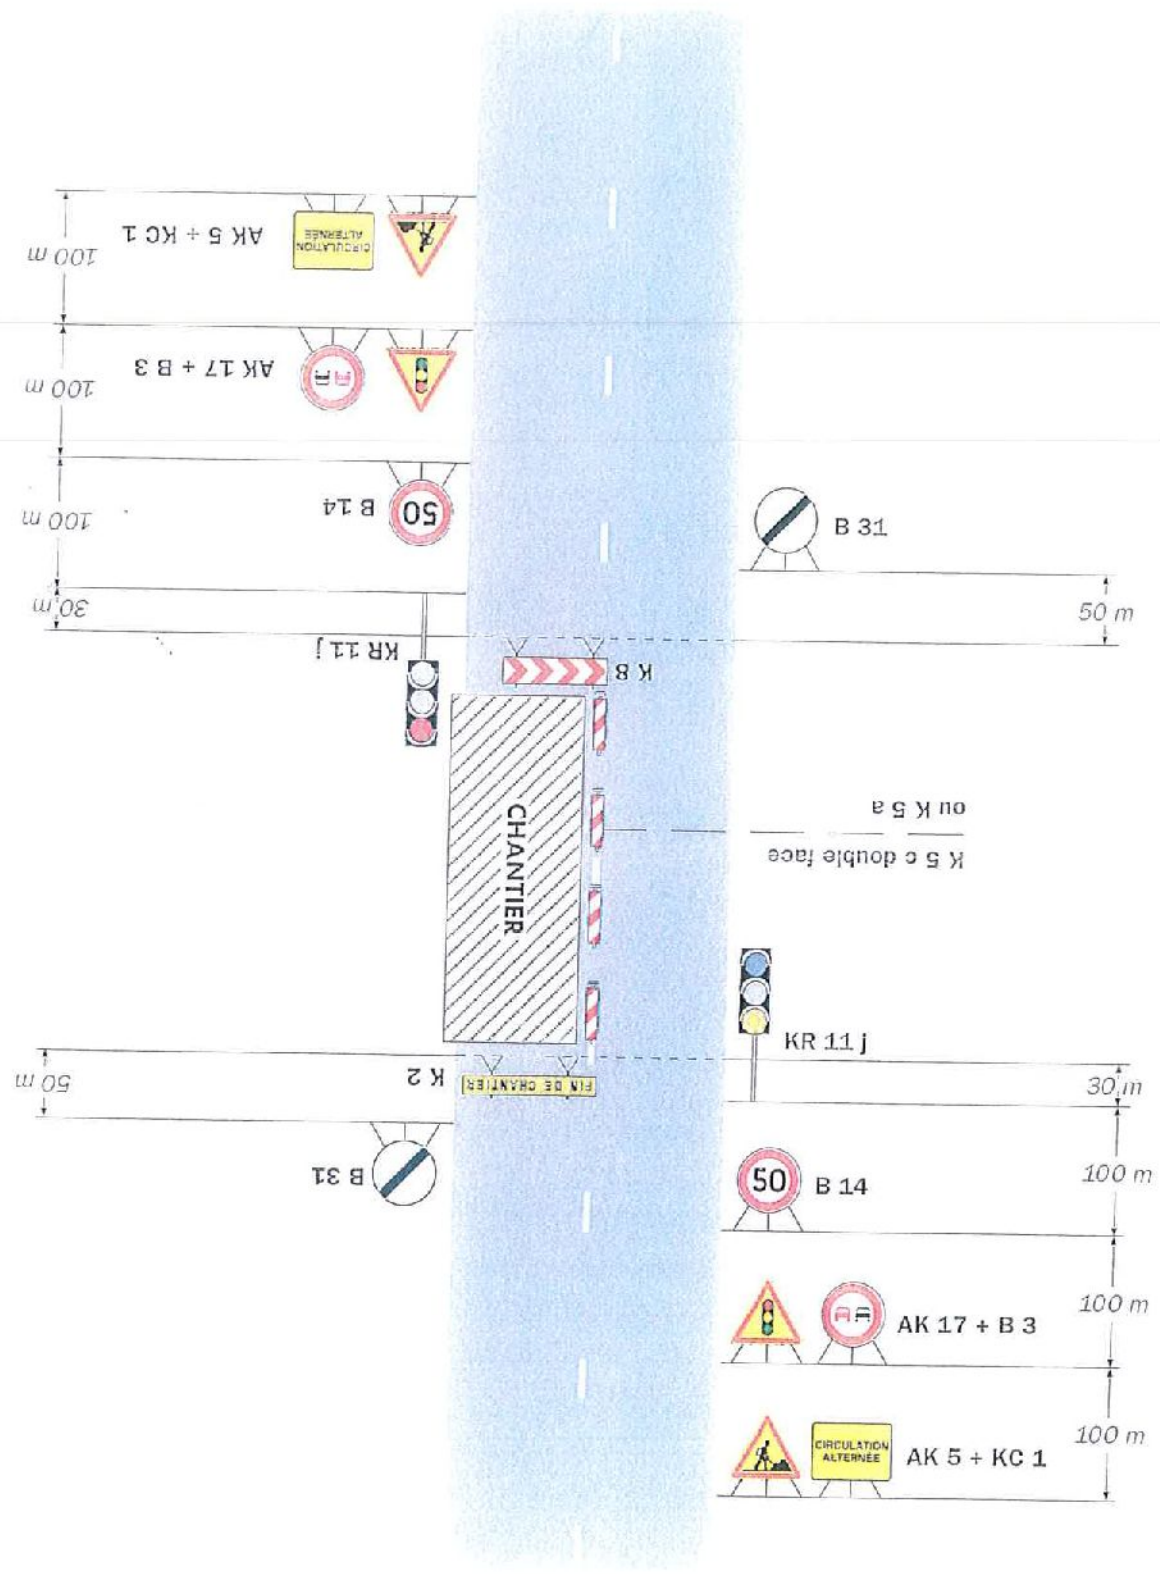 100 m
AK 5 + KC 1
CIRCULATION
ALTERNÉE
100 m
AK 17 + B 3
100 m
B 14
50
B 31
30 m
50 m
KR 11 j
K 8
CHANTIER
ou K 5 a
K 5 c double face
KR 11 j
50 m
K 2
FIN DE CHANTIER
30 m
B 31
50
B 14
100 m
AK 17 + B 3
100 m
CIRCULATION
ALTERNÉE
AK 5 + KC 1
100 m